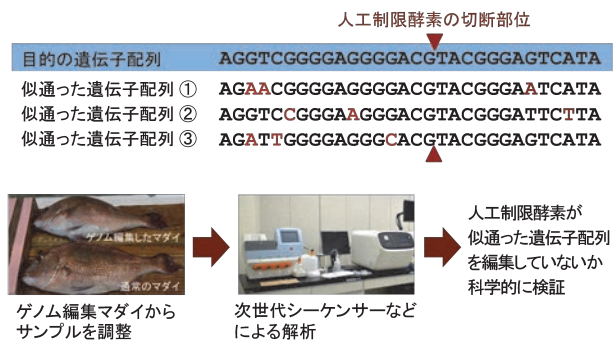 人工制限酵素の切断部位
目的の遺伝子配列 AGGTCGGGGAGGGGACGTACGGGAGTCATA
似通った遺伝子配列 ① AGAACGGGGAGGGGACGTACGGGAATCATA
似通った遺伝子配列 ② AGGTCCGGGAAGGGACGTACGGGATTCTTA
似通った遺伝子配列 ③ AGATTGGGGAGGGCACGTACGGGAGTCATA
ゲノム編集したマダイ
通常のマダイ
ゲノム編集マダイから
サンプルを調整
次世代シーケンサーなど
による解析
人工制限酵素が
似通った遺伝子配列
を編集していないか
科学的に検証